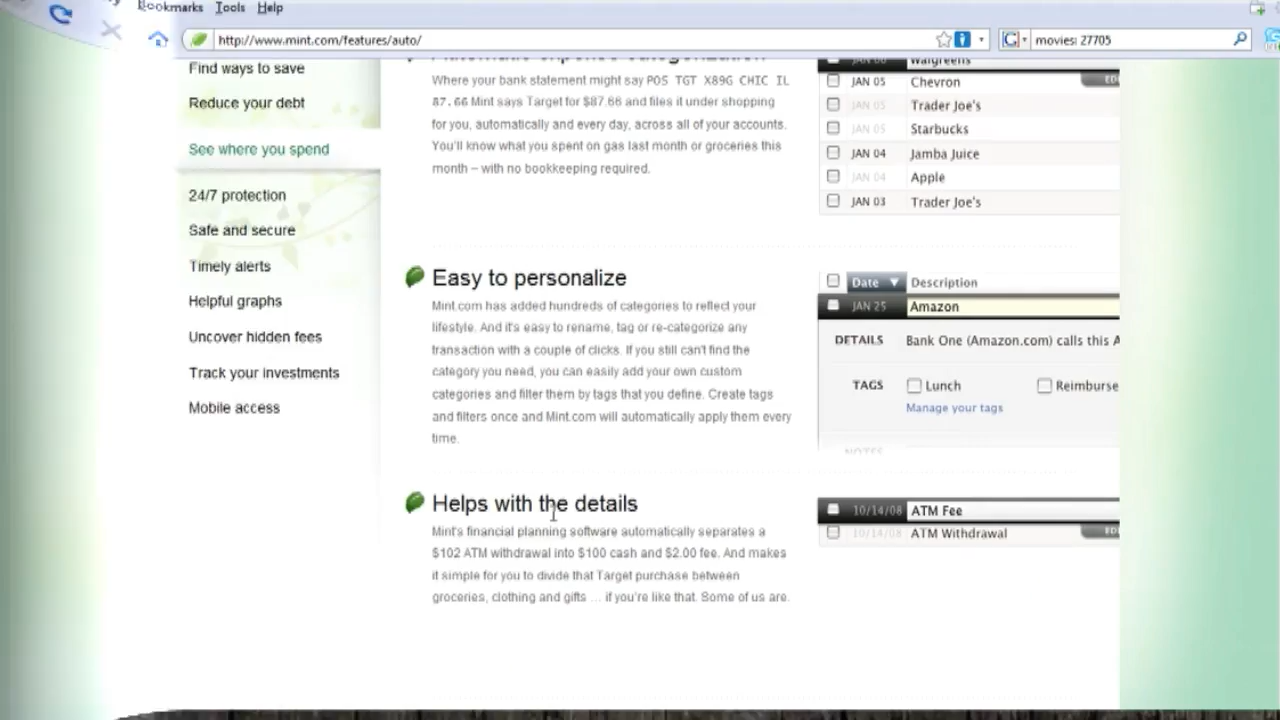 Bookmarks Tools Help
http://www.mint.com/features/auto/
movies: 27705
Find ways to save
Reduce your debt
See where you spend
24/7 protection
Safe and secure
Timely alerts
Helpful graphs
Uncover hidden fees
Track your investments
Mobile access
Automatic expense categorization
Where your bank statement might say POS TGT X89G CHIC IL
87.66 Mint says Target for $87.66 and files it under shopping
for you, automatically and every day, across all of your accounts.
You'll know what you spent on gas last month or groceries this
month – with no bookkeeping required.
Walgreens
JAN 05 Chevron
JAN 05 Trader Joe's
Starbucks
JAN 04 Jamba Juice
JAN 04 Apple
JAN 03 Trader Joe's
Easy to personalize
Mint.com has added hundreds of categories to reflect your
lifestyle. And it's easy to rename, tag or re-categorize any
transaction with a couple of clicks. If you still can't find the
category you need, you can easily add your own custom
categories and filter them by tags that you define. Create tags
and filters once and Mint.com will automatically apply them every
time.
Date Description
JAN 25 Amazon
DETAILS Bank One (Amazon.com) calls this A
TAGS Lunch Reimburse
Manage your tags
NOTES
Helps with the details
Mint's financial planning software automatically separates a
$102 ATM withdrawal into $100 cash and $2.00 fee. And makes
it simple for you to divide that Target purchase between
groceries, clothing and gifts ... if you're like that. Some of us are.
10/14/08 ATM Fee
10/14/08 ATM Withdrawal